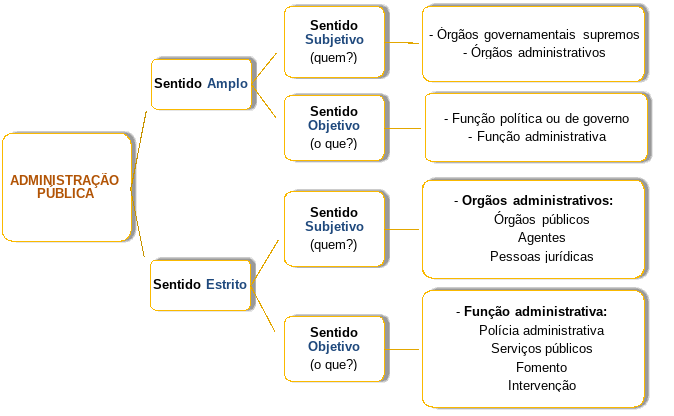 ADMINISTRAÇÃO
PÚBLICA
Sentido Amplo
Sentido
Subjetivo
(quem?)
- Órgãos governamentais supremos
- Órgãos administrativos
Sentido
Objetivo
(o que?)
- Função política ou de governo
- Função administrativa
Sentido Estrito
Sentido
Subjetivo
(quem?)
- Orgãos administrativos:
Órgãos públicos
Agentes
Pessoas jurídicas
Sentido
Objetivo
(o que?)
- Função administrativa:
Polícia administrativa
Serviços públicos
Fomento
Intervenção